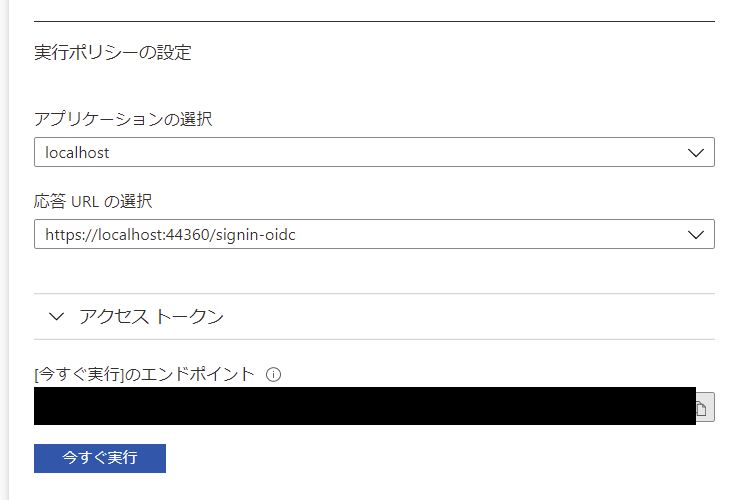 実行ポリシーの設定
アプリケーションの選択
localhost
応答 URL の選択
https://localhost:44360/signin-oidc
アクセス トークン
[今すぐ実行]のエンドポイント
今すぐ実行